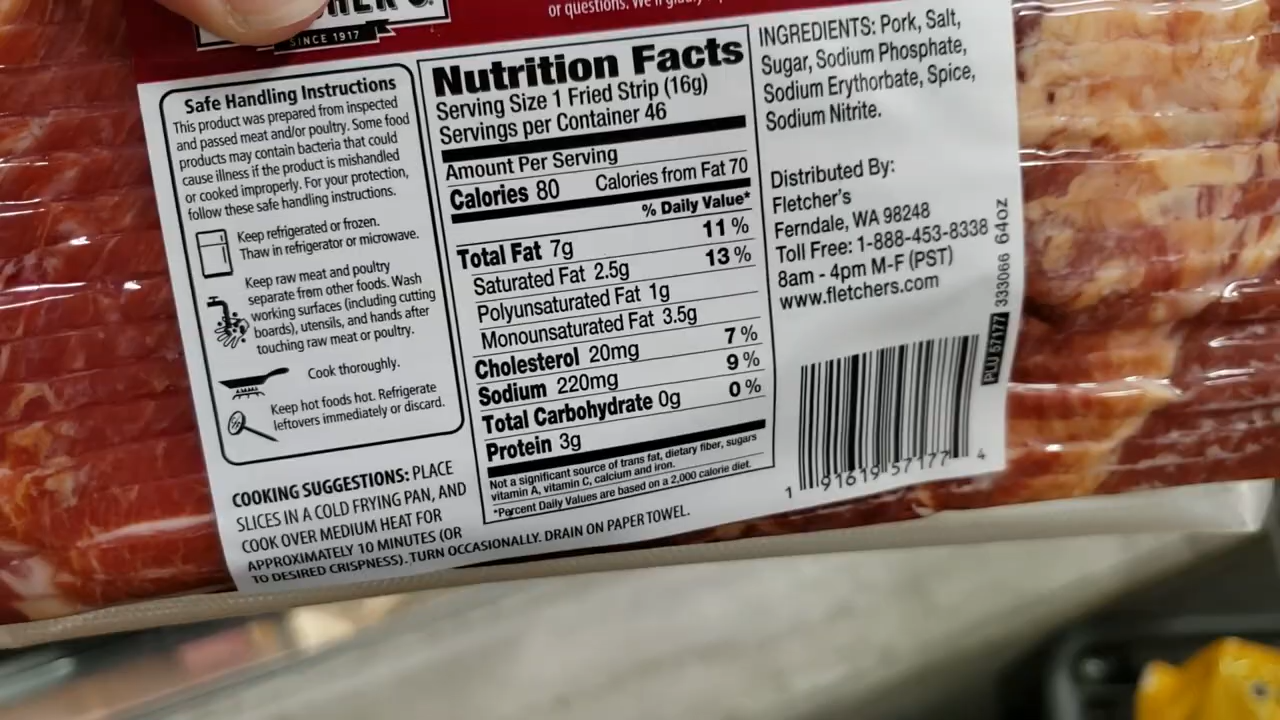 SINCE 1917
or questions.
Safe Handling Instructions
This product was prepared from inspected
and passed meat and/or poultry. Some food
products may contain bacteria that could
cause illness if the product is mishandled
or cooked improperly. For your protection,
follow these safe handling instructions.
Keep refrigerated or frozen.
Thaw in refrigerator or microwave.
Keep raw meat and poultry
separate from other foods. Wash
working surfaces (including cutting
boards), utensils, and hands after
touching raw meat or poultry.
Cook thoroughly.
Keep hot foods hot. Refrigerate
leftovers immediately or discard.
COOKING SUGGESTIONS: PLACE
SLICES IN A COLD FRYING PAN, AND
COOK OVER MEDIUM HEAT FOR
APPROXIMATELY 10 MINUTES (OR
TO DESIRED CRISPNESS). TURN OCCASIONALLY. DRAIN ON PAPER TOWEL.
Nutrition Facts
Serving Size 1 Fried Strip (16g)
Servings per Container 46
Amount Per Serving
Calories 80 Calories from Fat 70
% Daily Value*
Total Fat 7g 11 %
Saturated Fat 2.5g 13 %
Polyunsaturated Fat 1g
Monounsaturated Fat 3.5g
Cholesterol 20mg 7 %
Sodium 220mg 9 %
Total Carbohydrate 0g 0 %
Protein 3g
Not a significant source of trans fat, dietary fiber, sugars
vitamin A, vitamin C, calcium and iron.
*Percent Daily Values are based on a 2,000 calorie diet.
INGREDIENTS: Pork, Salt,
Sugar, Sodium Phosphate,
Sodium Erythorbate, Spice,
Sodium Nitrite.
Distributed By:
Fletcher's
Ferndale, WA 98248
Toll Free: 1-888-453-8338
8am - 4pm M-F (PST)
www.fletchers.com
PLU 57177 333066 64oz
1 91619 57177 4